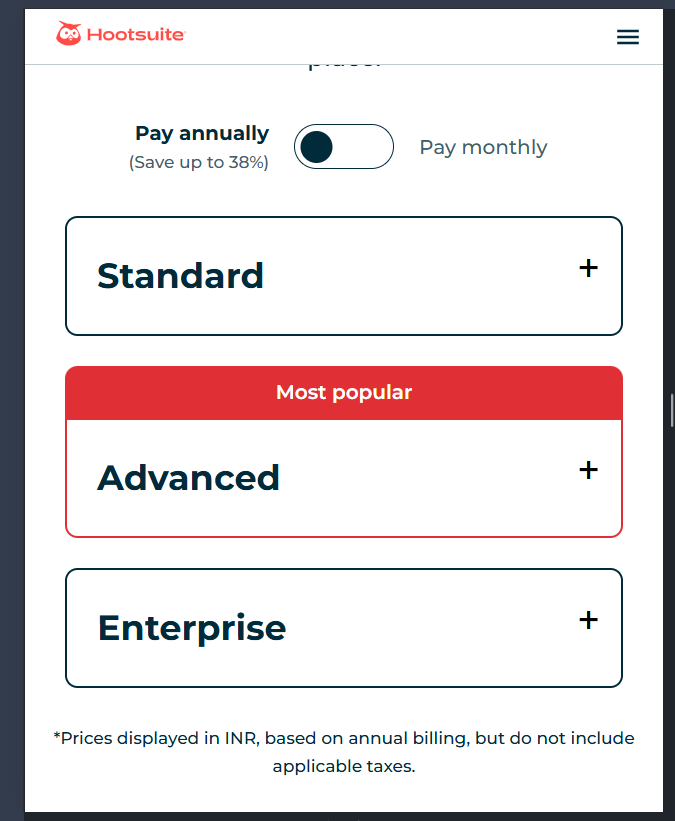 Hootsuite
Pay annually
(Save up to 38%)
Pay monthly
Standard
+
Most popular
Advanced
+
Enterprise
+
*Prices displayed in INR, based on annual billing, but do not include
applicable taxes.